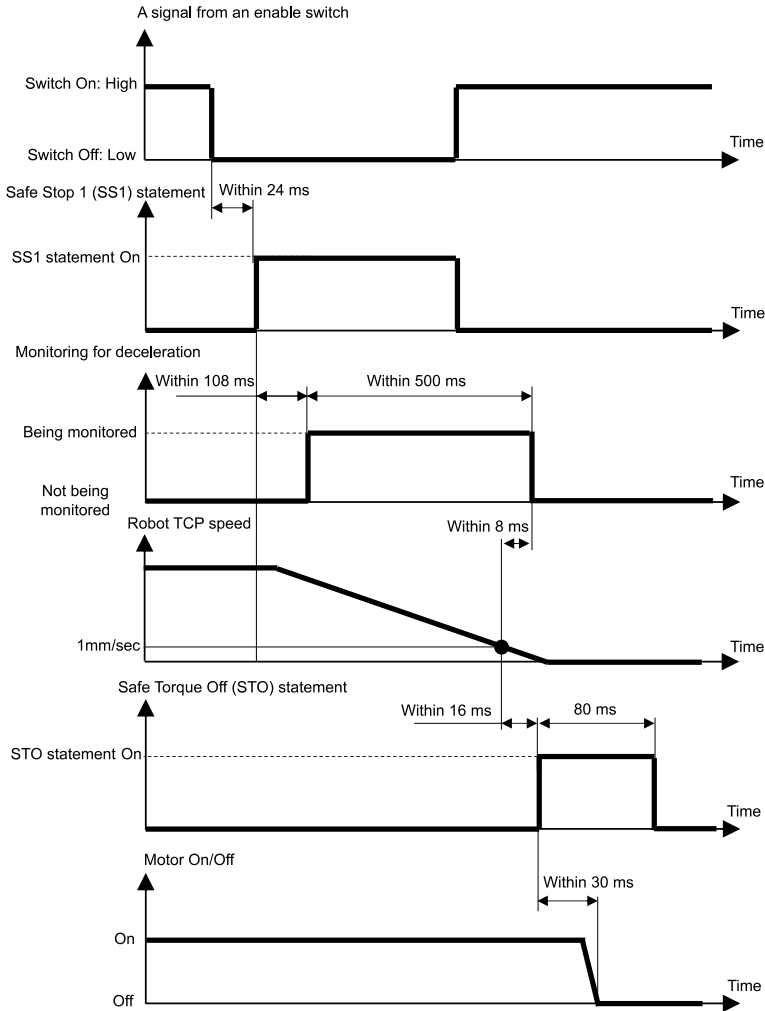 A signal from an enable switch
Switch On: High
Time
Switch Off: Low
Safe Stop 1 (SS1) statement
Within 24 ms
SS1 statement On
Time
Monitoring for deceleration
Within 108 ms
Within 500 ms
Being monitored
Time
Not being
monitored
Robot TCP speed
Within 8 ms
1mm/sec
Time
Safe Torque Off (STO) statement
Within 16 ms
80 ms
STO statement On
Time
Motor On/Off
Within 30 ms
On
Time
Off